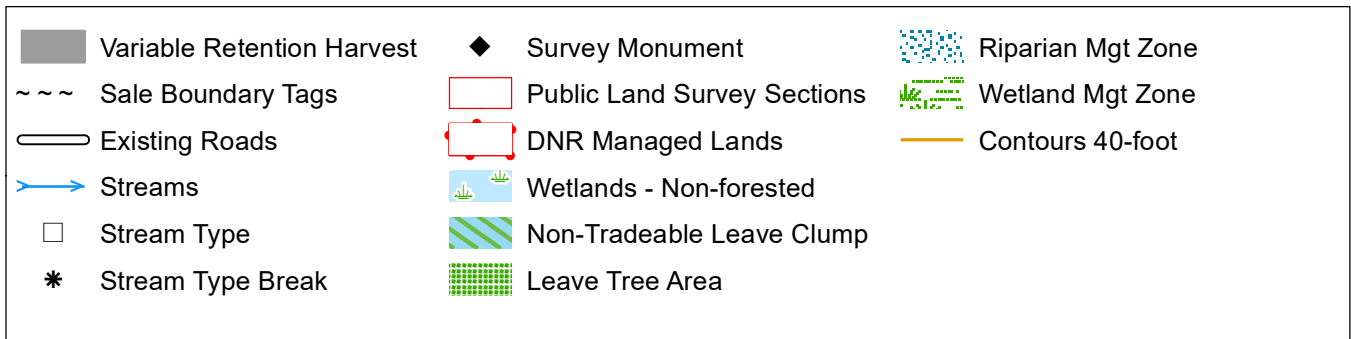 Variable Retention Harvest
Sale Boundary Tags
Existing Roads
Streams
Stream Type
Stream Type Break
Survey Monument
Public Land Survey Sections
DNR Managed Lands
Wetlands - Non-forested
Non-Tradeable Leave Clump
Leave Tree Area
Riparian Mgt Zone
Wetland Mgt Zone
Contours 40-foot